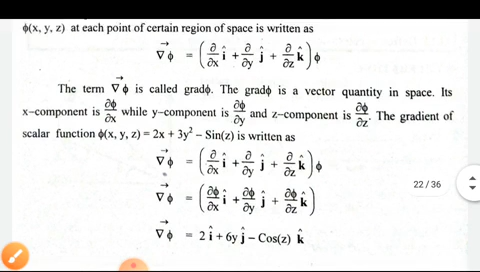 ϕ(x, y, z) at each point of certain region of space is written as
∇⃗ ϕ = (∂/∂x î + ∂/∂y ĵ + ∂/∂z k̂) ϕ
The term ∇⃗ ϕ is called gradϕ. The gradϕ is a vector quantity in space. Its
x-component is ∂ϕ/∂x while y-component is ∂ϕ/∂y and z-component is ∂ϕ/∂z. The gradient of
scalar function ϕ(x, y, z) = 2x + 3y² – Sin(z) is written as
∇⃗ ϕ = (∂/∂x î + ∂/∂y ĵ + ∂/∂z k̂) ϕ
∇⃗ ϕ = (∂ϕ/∂x î + ∂ϕ/∂y ĵ + ∂ϕ/∂z k̂)
22 / 36
∇⃗ ϕ = 2 î + 6y ĵ – Cos(z) k̂